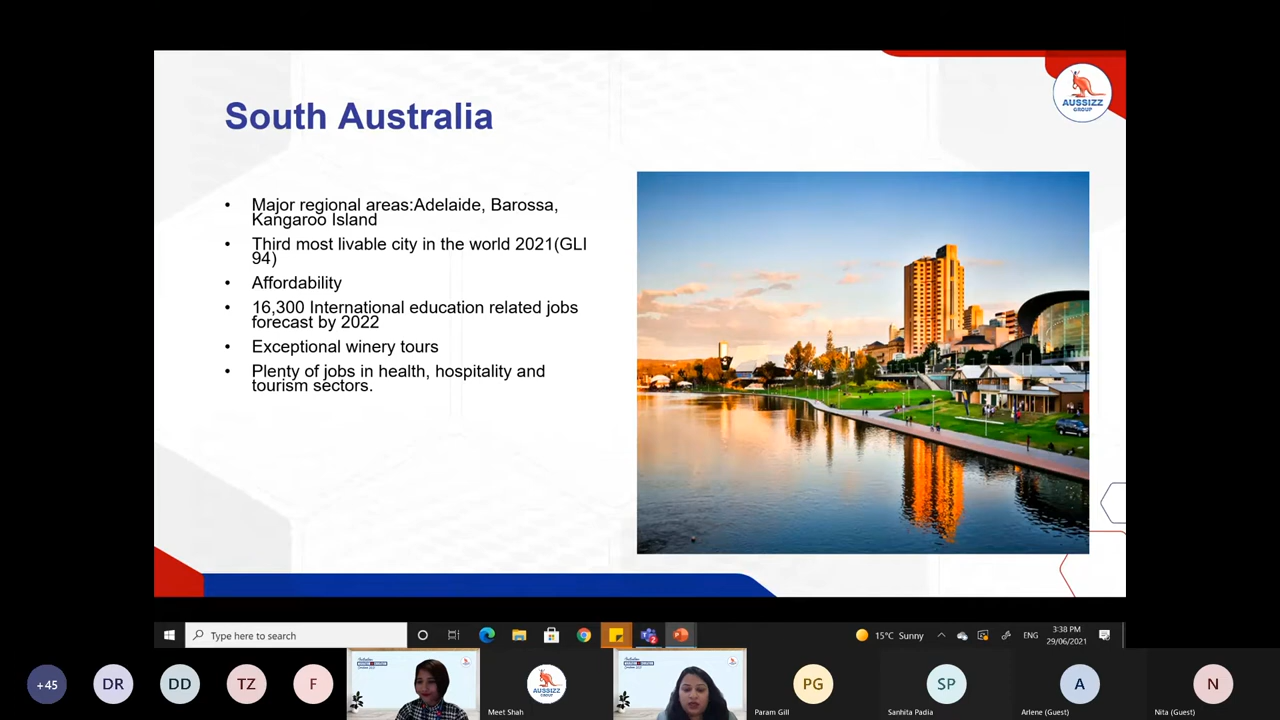 South Australia
AUSSIZZ
GROUP
• Major regional areas:Adelaide, Barossa,
Kangaroo Island
• Third most livable city in the world 2021(GLI
94)
• Affordability
• 16,300 International education related jobs
forecast by 2022
• Exceptional winery tours
• Plenty of jobs in health, hospitality and
tourism sectors.
Type here to search
15°C Sunny
ENG
3:38 PM
29/06/2021
+45
DR
DD
TZ
F
AUSSIZZ
GROUP
Meet Shah
PG
Param Gill
SP
Sanhita Padia
A
Arlene (Guest)
N
Nita (Guest)